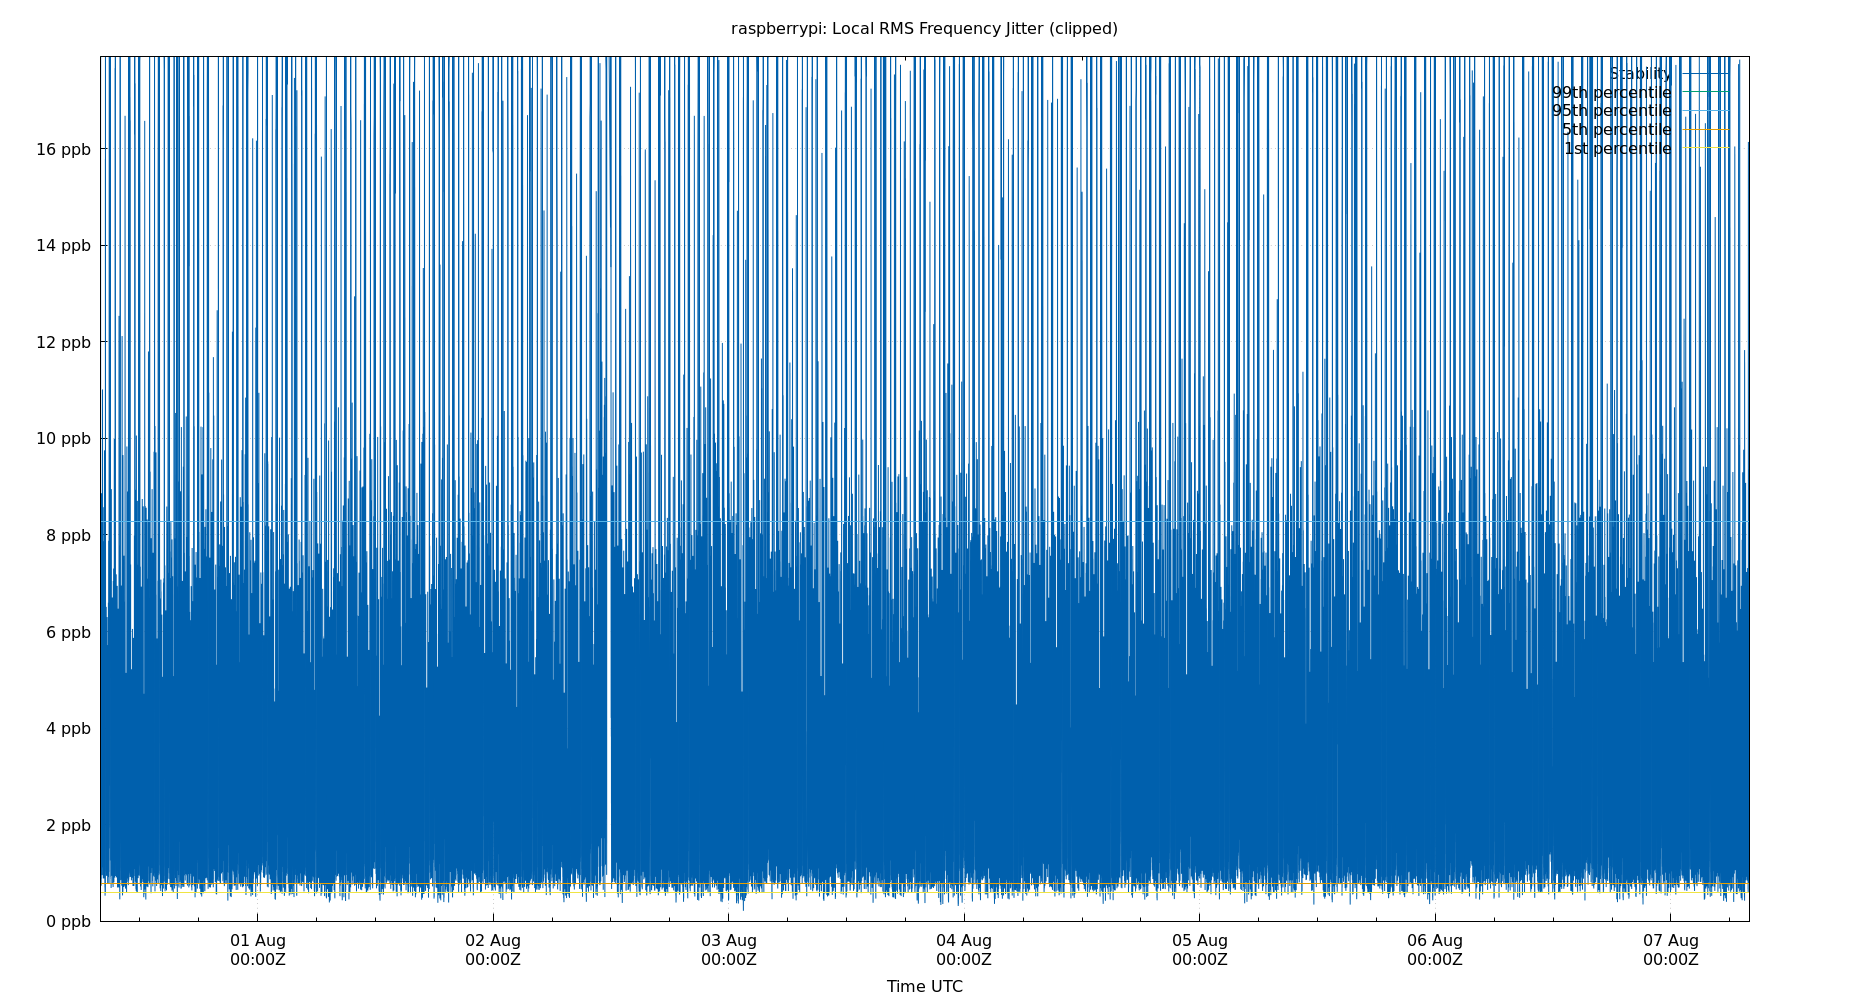 raspberrypi: Local RMS Frequency Jitter (clipped)
Stability
99th percentile
95th percentile
5th percentile
1st percentile
16 ppb
14 ppb
12 ppb
10 ppb
8 ppb
6 ppb
4 ppb
2 ppb
0 ppb
01 Aug 02 Aug 03 Aug 04 Aug 05 Aug 06 Aug 07 Aug
00:00Z 00:00Z 00:00Z 00:00Z 00:00Z 00:00Z 00:00Z
Time UTC